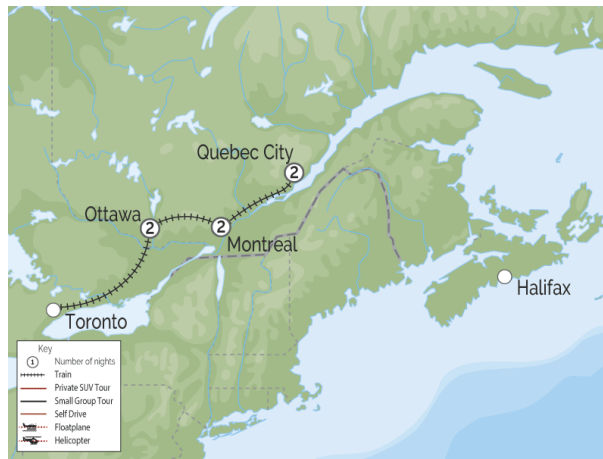 Quebec City
2
Ottawa
2
2
Montreal
Halifax
Toronto
Key
1 Number of nights
Train
Private SUV Tour
Small Group Tour
Self Drive
Floatplane
Helicopter